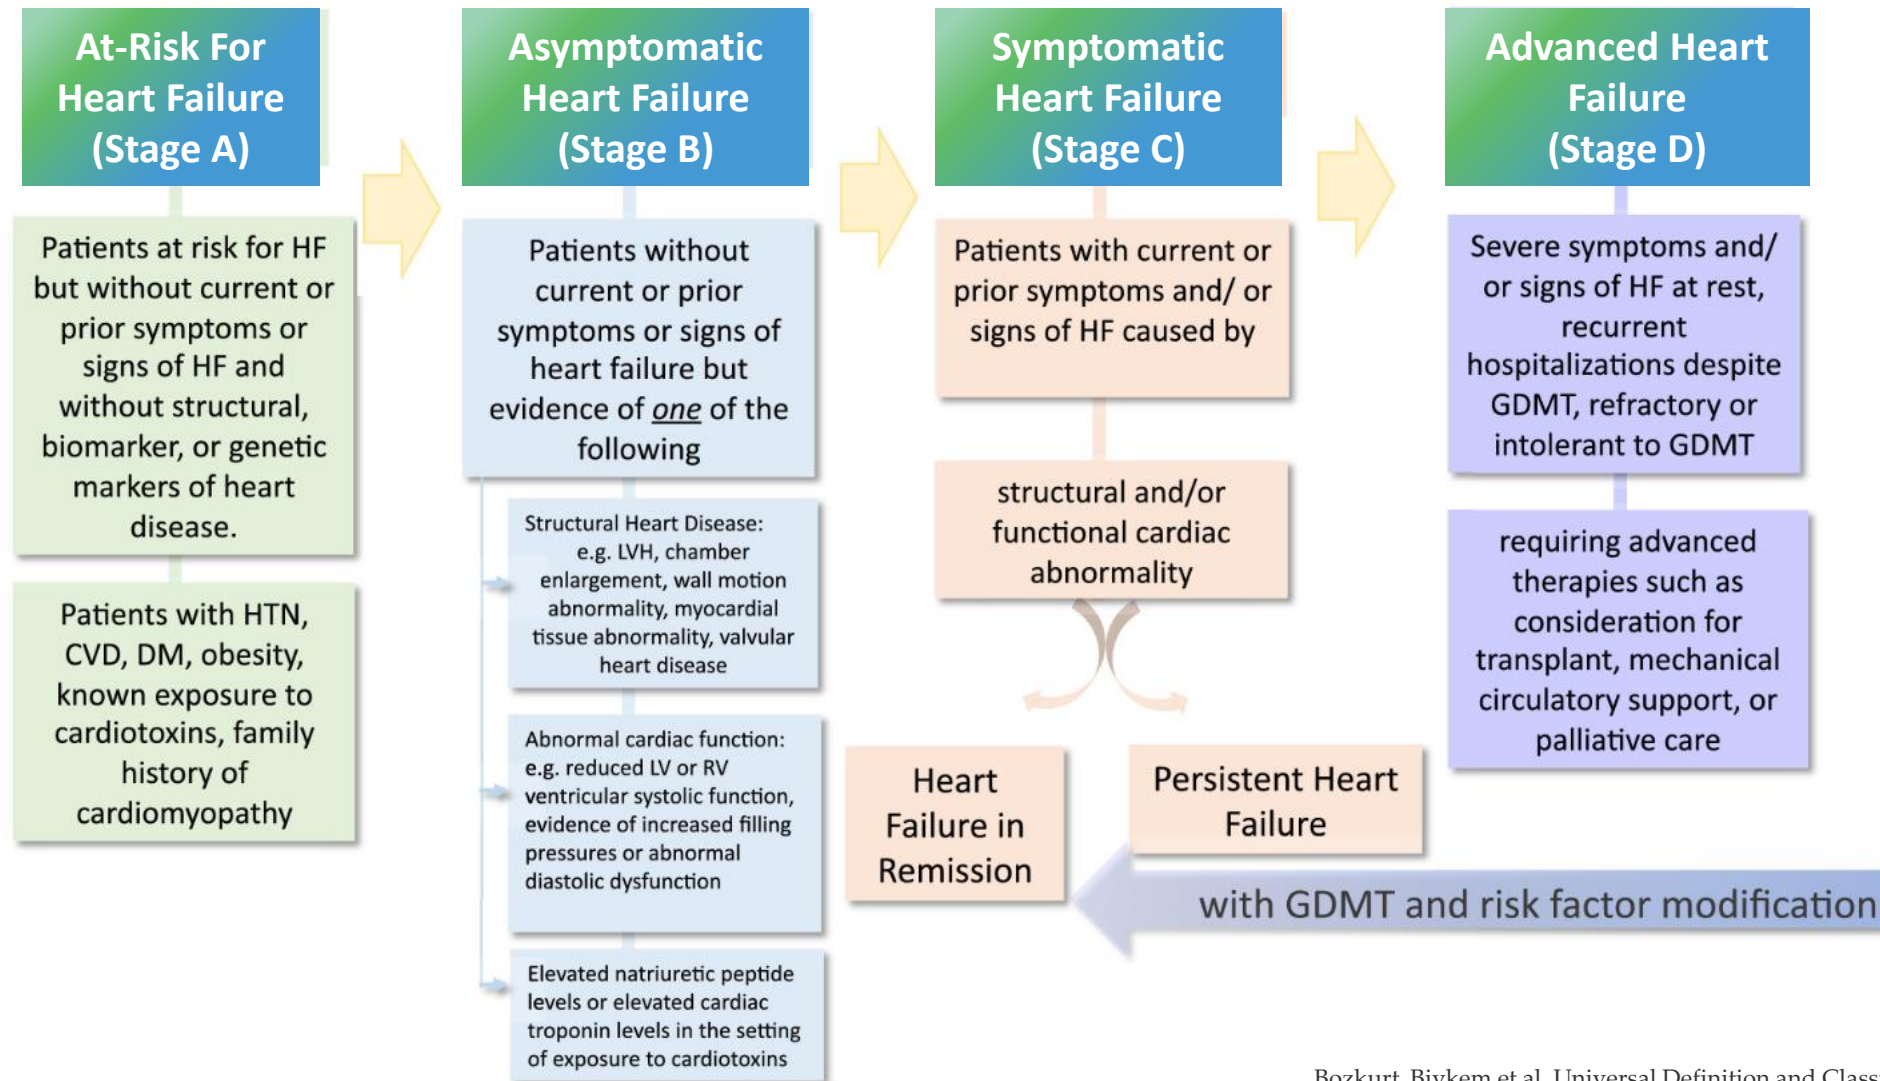 At-Risk For
Heart Failure
(Stage A)
Patients at risk for HF
but without current or
prior symptoms or
signs of HF and
without structural,
biomarker, or genetic
markers of heart
disease.
Patients with HTN,
CVD, DM, obesity,
known exposure to
cardiotoxins, family
history of
cardiomyopathy
Asymptomatic
Heart Failure
(Stage B)
Patients without
current or prior
symptoms or signs of
heart failure but
evidence of one of the
following
Structural Heart Disease:
e.g. LVH, chamber
enlargement, wall motion
abnormality, myocardial
tissue abnormality, valvular
heart disease
Abnormal cardiac function:
e.g. reduced LV or RV
ventricular systolic function,
evidence of increased filling
pressures or abnormal
diastolic dysfunction
Elevated natriuretic peptide
levels or elevated cardiac
troponin levels in the setting
of exposure to cardiotoxins
Symptomatic
Heart Failure
(Stage C)
Patients with current or
prior symptoms and/ or
signs of HF caused by
structural and/or
functional cardiac
abnormality
Heart
Failure in
Remission
Persistent Heart
Failure
Advanced Heart
Failure
(Stage D)
Severe symptoms and/
or signs of HF at rest,
recurrent
hospitalizations despite
GDMT, refractory or
intolerant to GDMT
requiring advanced
therapies such as
consideration for
transplant, mechanical
circulatory support, or
palliative care
with GDMT and risk factor modification
Bozkurt, Biykem et al. Universal Definition and